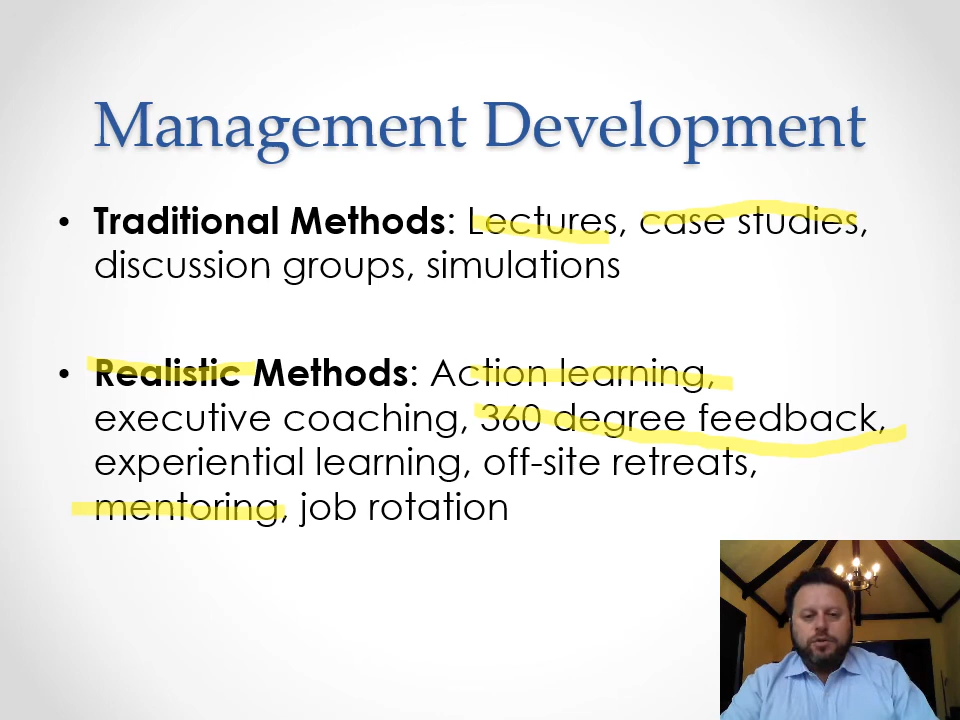 Management Development
• Traditional Methods: Lectures, case studies,
discussion groups, simulations
• Realistic Methods: Action learning,
executive coaching, 360 degree feedback,
experiential learning, off-site retreats,
mentoring, job rotation